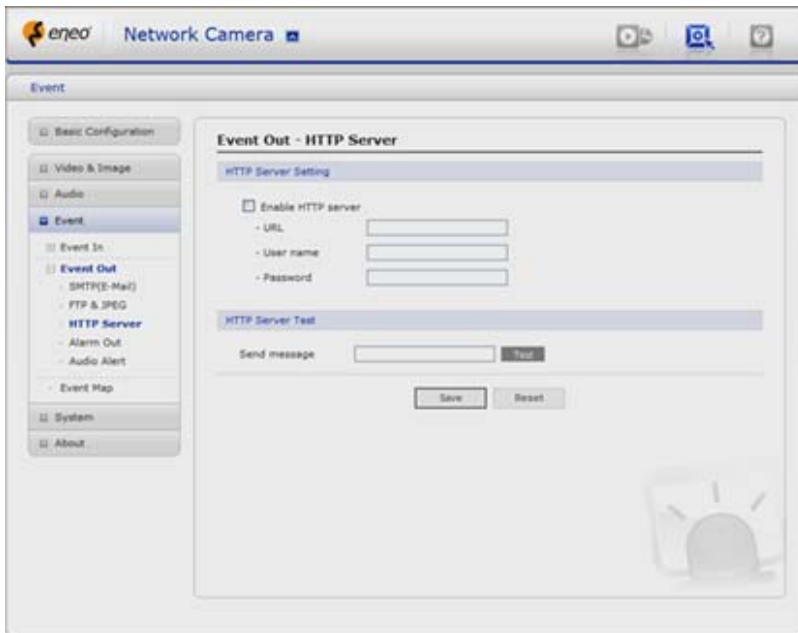 eneo Network Camera
Event
Basic Configuration
Video & Image
Audio
Event
Event In
Event Out
SMTP(E-Mail)
FTP & JPEG
HTTP Server
Alarm Out
Audio Alert
Event Map
System
About
Event Out - HTTP Server
HTTP Server Setting
Enable HTTP server
- URL
- User name
- Password
HTTP Server Test
Send message
Test
Save Reset